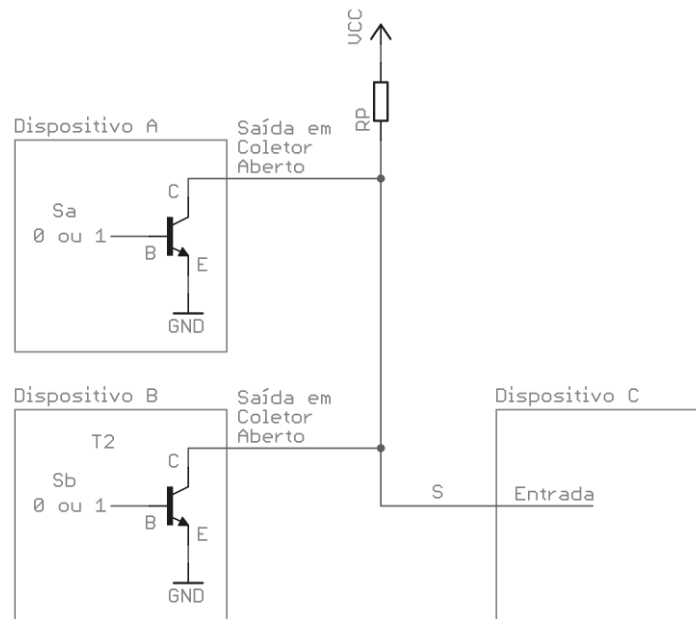 VCC
RP
Dispositivo A
Saída em
Coletor
Aberto
C
Sa
0 ou 1
B
E
GND
Dispositivo B
Saída em
Coletor
Aberto
Dispositivo C
T2
C
Sb
0 ou 1
B
E
S
Entrada
GND